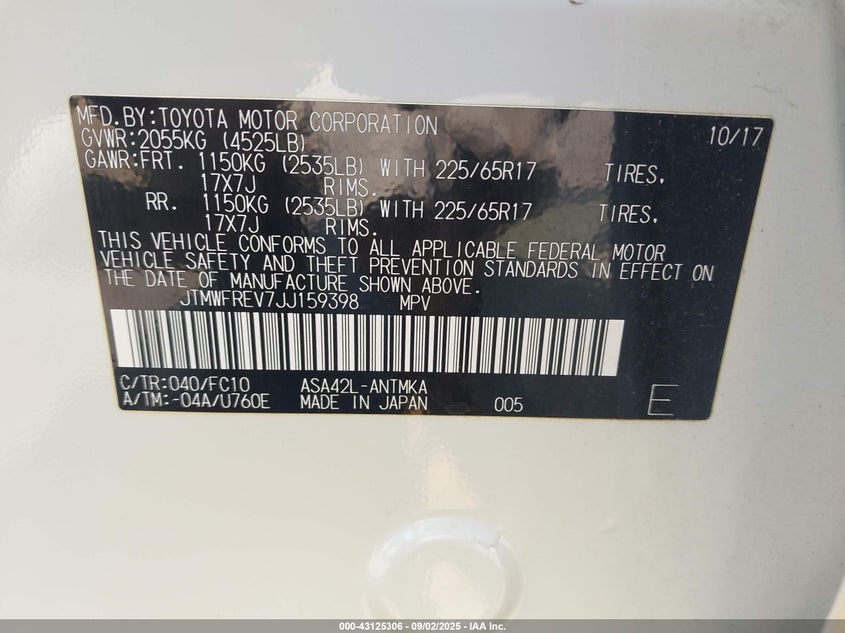 MFD.BY:TOYOTA MOTOR CORPORATION 10/17
GVWR:2055KG (4525LB)
GAWR:FRT. 1150KG (2535LB) WITH 225/65R17 TIRES,
17X7J RIMS.
RR. 1150KG (2535LB) WITH 225/65R17 TIRES,
17X7J RIMS.
THIS VEHICLE CONFORMS TO ALL APPLICABLE FEDERAL MOTOR
VEHICLE SAFETY AND THEFT PREVENTION STANDARDS IN EFFECT ON
THE DATE OF MANUFACTURE SHOWN ABOVE.
JTMWFREV7JJ159398 MPV
C/TR:040/FC10 ASA42L-ANTMKA
A/TM:-04A/U760E MADE IN JAPAN 005 E
000-43125306 - 09/02/2025 - IAA Inc.